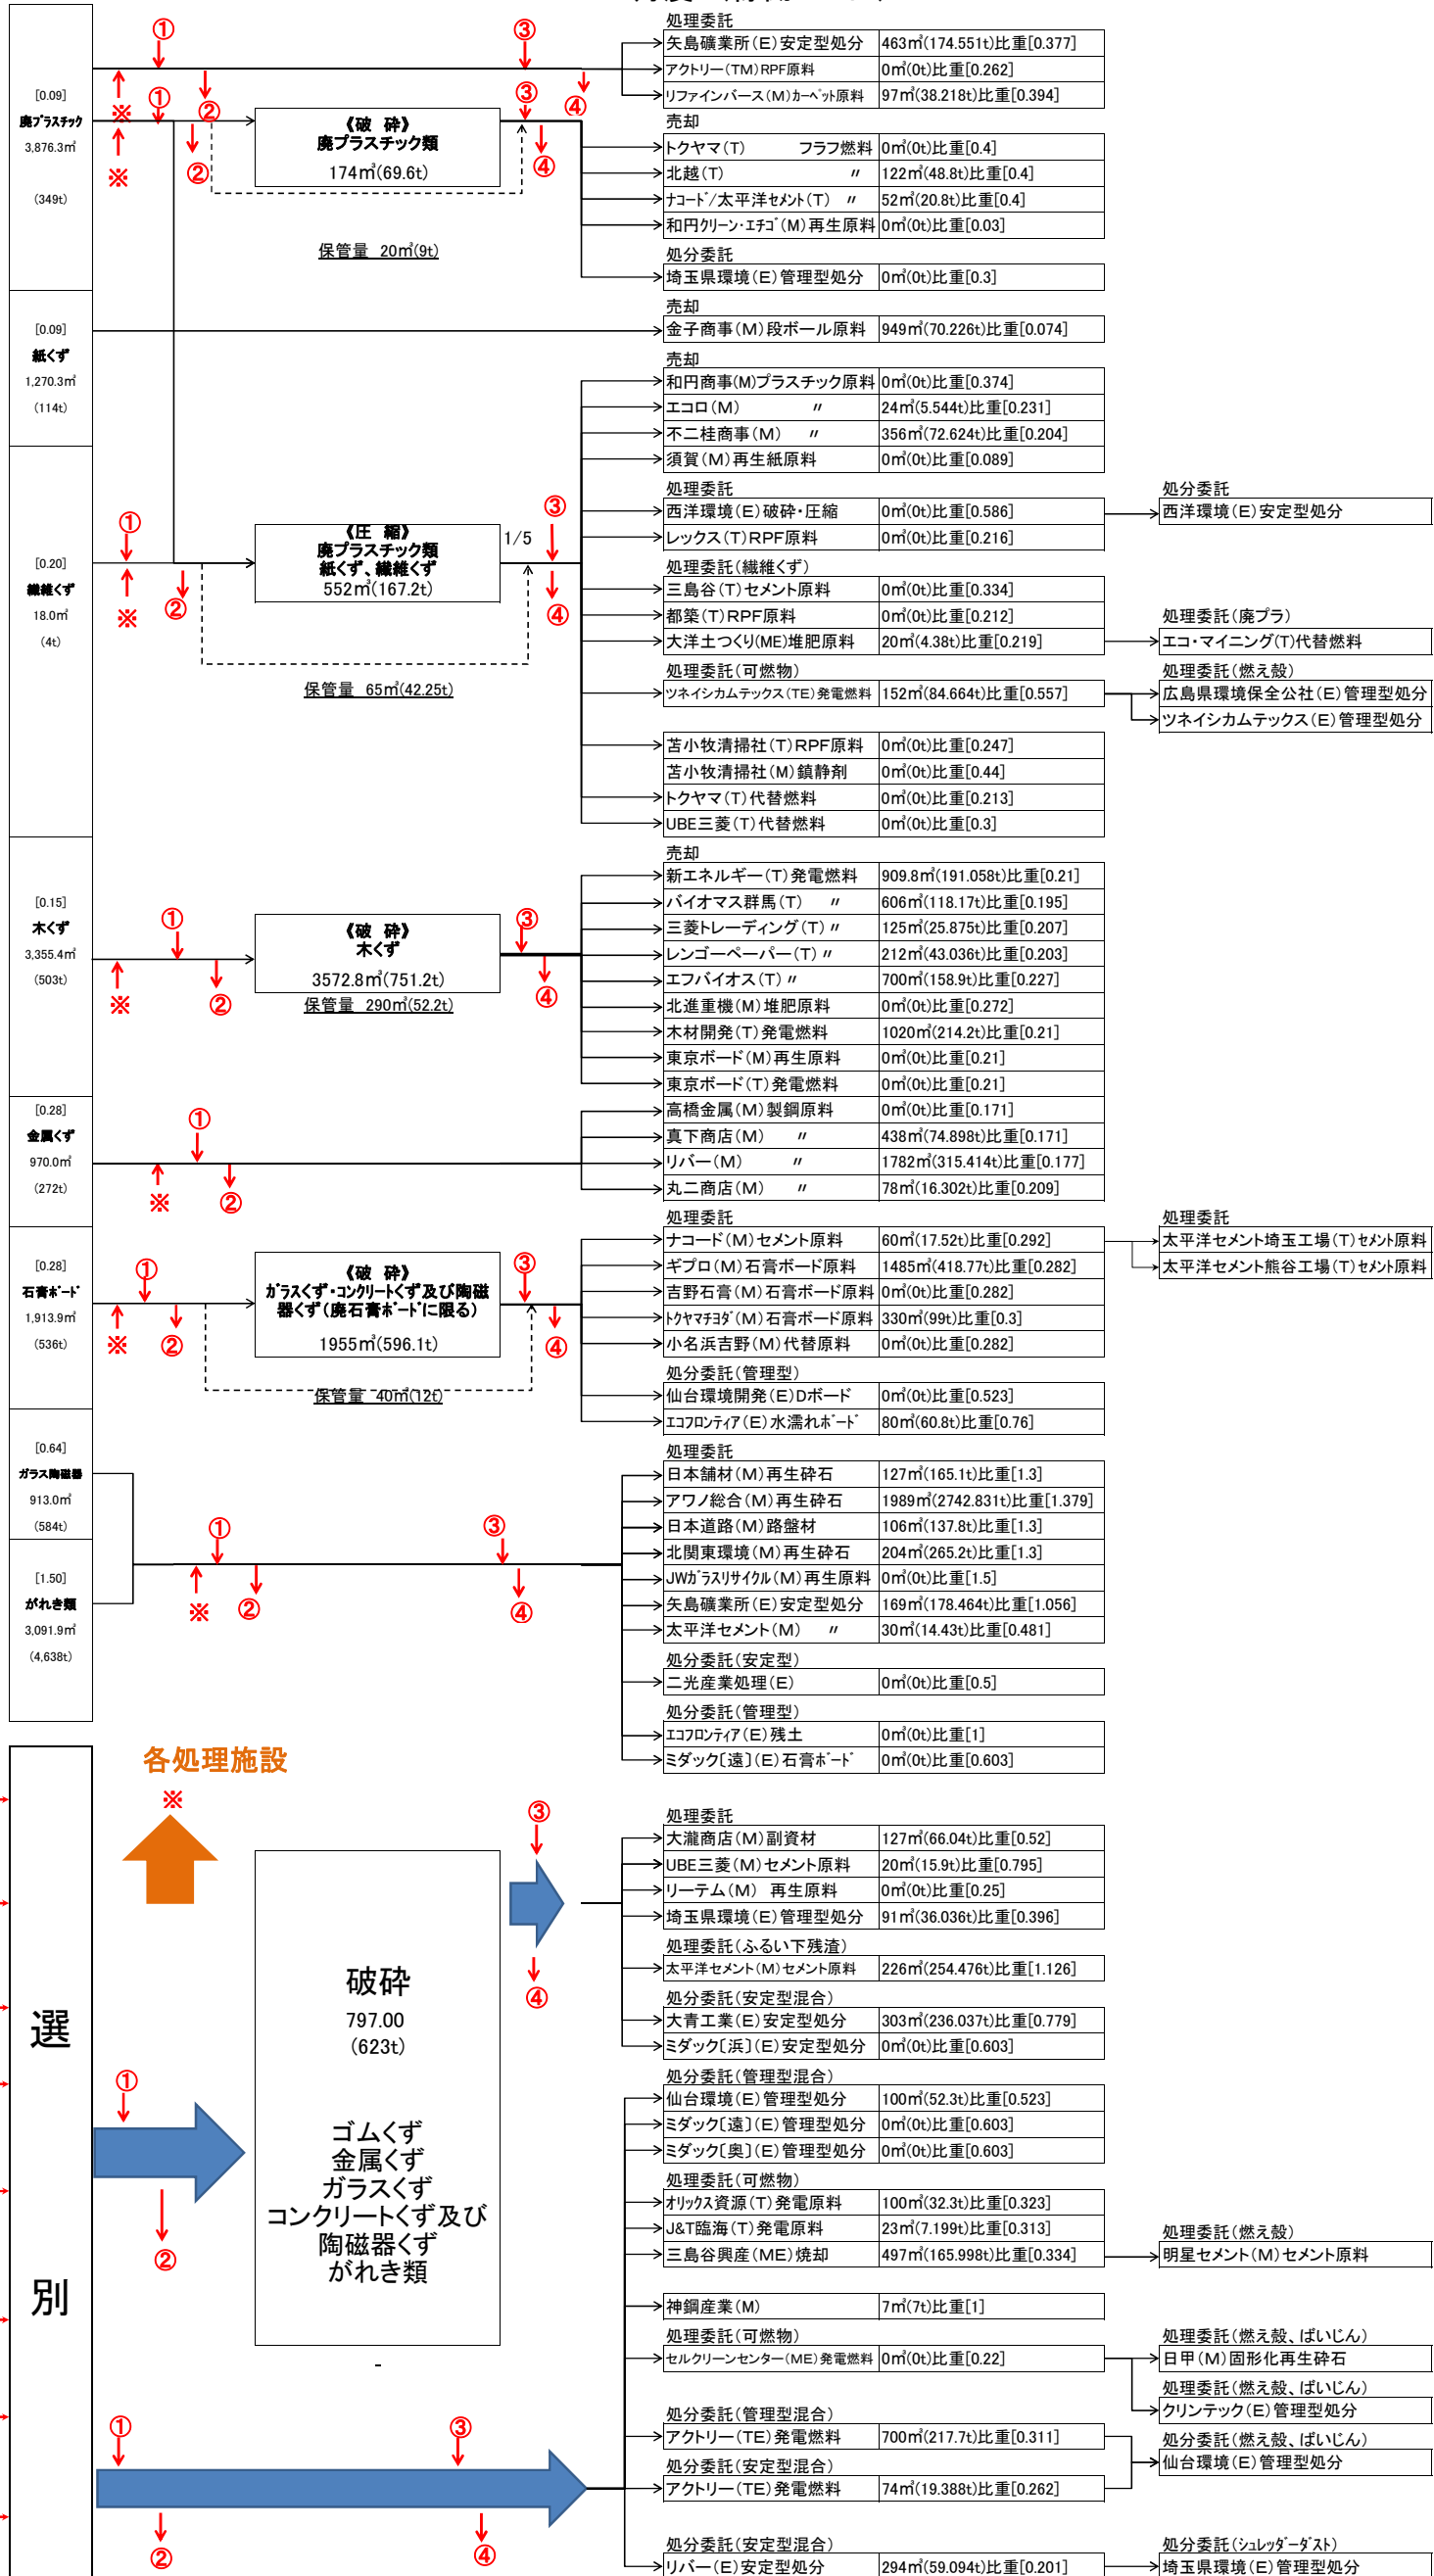 処理委託
① ③
矢島礦業所(E)安定型処分 463㎥(174.551t)比重[0.377]
アクトリー(TM)RPF原料 0㎥(0t)比重[0.262]
リファインバース(M)カーペット原料 97㎥(38.218t)比重[0.394]
[0.09]
廃プラスチック
3,876.3㎥
(349t)
※ ① ② ③ ④
※ ② ④
《破 砕》
廃プラスチック類
174㎥(69.6t)
保管量 20㎥(9t)
売却
トクヤマ(T) フラフ燃料 0㎥(0t)比重[0.4]
北越(T) 〃 122㎥(48.8t)比重[0.4]
ナコード/太平洋セメント(T) 〃 52㎥(20.8t)比重[0.4]
和円クリーン・エチゴ(M)再生原料 0㎥(0t)比重[0.03]
処分委託
埼玉県環境(E)管理型処分 0㎥(0t)比重[0.3]
[0.09]
紙くず
1,270.3㎥
(114t)
売却
金子商事(M)段ボール原料 949㎥(70.226t)比重[0.074]
売却
和円商事(M)プラスチック原料 0㎥(0t)比重[0.374]
エコロ(M) 〃 24㎥(5.544t)比重[0.231]
不二桂商事(M) 〃 356㎥(72.624t)比重[0.204]
須賀(M)再生紙原料 0㎥(0t)比重[0.089]
[0.20]
繊維くず
18.0㎥
(4t)
① ③
※ ② ④
《圧 縮》
廃プラスチック類
紙くず、繊維くず
552㎥(167.2t)
1/5
保管量 65㎥(42.25t)
処理委託
西洋環境(E)破砕・圧縮 0㎥(0t)比重[0.586]
処分委託
西洋環境(E)安定型処分
レックス(T)RPF原料 0㎥(0t)比重[0.216]
処理委託(繊維くず)
三島谷(T)セメント原料 0㎥(0t)比重[0.334]
都築(T)RPF原料 0㎥(0t)比重[0.212]
大洋土つくり(ME)堆肥原料 20㎥(4.38t)比重[0.219]
処理委託(廃プラ)
エコ・マイニング(T)代替燃料
処理委託(可燃物)
ツネイシカムテックス(TE)発電燃料 152㎥(84.664t)比重[0.557]
処理委託(燃え殻)
広島県環境保全公社(E)管理型処分
ツネイシカムテックス(E)管理型処分
苫小牧清掃社(T)RPF原料 0㎥(0t)比重[0.247]
苫小牧清掃社(M)鎮静剤 0㎥(0t)比重[0.44]
トクヤマ(T)代替燃料 0㎥(0t)比重[0.213]
UBE三菱(T)代替燃料 0㎥(0t)比重[0.3]
[0.15]
木くず
3,355.4㎥
(503t)
① ③
※ ② ④
《破 砕》
木くず
3572.8㎥(751.2t)
保管量 290㎥(52.2t)
売却
新エネルギー(T)発電燃料 909.8㎥(191.058t)比重[0.21]
バイオマス群馬(T) 〃 606㎥(118.17t)比重[0.195]
三菱トレーディング(T)〃 125㎥(25.875t)比重[0.207]
レンゴーペーパー(T)〃 212㎥(43.036t)比重[0.203]
エフバイオス(T)〃 700㎥(158.9t)比重[0.227]
北進重機(M)堆肥原料 0㎥(0t)比重[0.272]
木材開発(T)発電燃料 1020㎥(214.2t)比重[0.21]
東京ボード(M)再生原料 0㎥(0t)比重[0.21]
東京ボード(T)発電燃料 0㎥(0t)比重[0.21]
[0.28]
金属くず
970.0㎥
(272t)
①
※ ②
高橋金属(M)製鋼原料 0㎥(0t)比重[0.171]
真下商店(M) 〃 438㎥(74.898t)比重[0.171]
リバー(M) 〃 1782㎥(315.414t)比重[0.177]
丸二商店(M) 〃 78㎥(16.302t)比重[0.209]
[0.28]
石膏ボード
1,913.9㎥
(536t)
① ③
※ ② ④
《破 砕》
ガラスくず・コンクリートくず及び陶磁
器くず(廃石膏ボードに限る)
1955㎥(596.1t)
保管量 40㎥(12t)
処理委託
ナコード(M)セメント原料 60㎥(17.52t)比重[0.292]
処理委託
太平洋セメント埼玉工場(T)セメント原料
太平洋セメント熊谷工場(T)セメント原料
ギプロ(M)石膏ボード原料 1485㎥(418.77t)比重[0.282]
吉野石膏(M)石膏ボード原料 0㎥(0t)比重[0.282]
トクヤマチヨダ(M)石膏ボード原料 330㎥(99t)比重[0.3]
小名浜吉野(M)代替原料 0㎥(0t)比重[0.282]
処分委託(管理型)
仙台環境開発(E)Dボード 0㎥(0t)比重[0.523]
エコフロンティア(E)水濡れボード 80㎥(60.8t)比重[0.76]
[0.64]
ガラス陶磁器
913.0㎥
(584t)
[1.50]
がれき類
3,091.9㎥
(4,638t)
① ③
※ ② ④
処理委託
日本舗材(M)再生砕石 127㎥(165.1t)比重[1.3]
アワノ総合(M)再生砕石 1989㎥(2742.831t)比重[1.379]
日本道路(M)路盤材 106㎥(137.8t)比重[1.3]
北関東環境(M)再生砕石 204㎥(265.2t)比重[1.3]
JWガラスリサイクル(M)再生原料 0㎥(0t)比重[1.5]
矢島礦業所(E)安定型処分 169㎥(178.464t)比重[1.056]
太平洋セメント(M) 〃 30㎥(14.43t)比重[0.481]
処分委託(安定型)
二光産業処理(E) 0㎥(0t)比重[0.5]
処分委託(管理型)
エコフロンティア(E)残土 0㎥(0t)比重[1]
ミダック〔遠〕(E)石膏ボード 0㎥(0t)比重[0.603]
選
別
各処理施設
※
①
②
③
④
破砕
797.00
(623t)
ゴムくず
金属くず
ガラスくず
コンクリートくず及び
陶磁器くず
がれき類
-
処理委託
大瀧商店(M)副資材 127㎥(66.04t)比重[0.52]
UBE三菱(M)セメント原料 20㎥(15.9t)比重[0.795]
リーテム(M) 再生原料 0㎥(0t)比重[0.25]
埼玉県環境(E)管理型処分 91㎥(36.036t)比重[0.396]
処理委託(ふるい下残渣)
太平洋セメント(M)セメント原料 226㎥(254.476t)比重[1.126]
処分委託(安定型混合)
大青工業(E)安定型処分 303㎥(236.037t)比重[0.779]
ミダック〔浜〕(E)安定型処分 0㎥(0t)比重[0.603]
処分委託(管理型混合)
仙台環境(E)管理型処分 100㎥(52.3t)比重[0.523]
ミダック〔遠〕(E)管理型処分 0㎥(0t)比重[0.603]
ミダック〔奥〕(E)管理型処分 0㎥(0t)比重[0.603]
処理委託(可燃物)
オリックス資源(T)発電原料 100㎥(32.3t)比重[0.323]
J&T臨海(T)発電原料 23㎥(7.199t)比重[0.313]
三島谷興産(ME)焼却 497㎥(165.998t)比重[0.334]
処理委託(燃え殻)
明星セメント(M)セメント原料
神鋼産業(M) 7㎥(7t)比重[1]
処理委託(可燃物)
セルクリーンセンター(ME)発電燃料 0㎥(0t)比重[0.22]
処理委託(燃え殻、ばいじん)
日甲(M)固形化再生砕石
処理委託(燃え殻、ばいじん)
クリンテック(E)管理型処分
① ③
② ④
処分委託(管理型混合)
アクトリー(TE)発電燃料 700㎥(217.7t)比重[0.311]
処分委託(燃え殻、ばいじん)
仙台環境(E)管理型処分
処分委託(安定型混合)
アクトリー(TE)発電燃料 74㎥(19.388t)比重[0.262]
処分委託(安定型混合)
リバー(E)安定型処分 294㎥(59.094t)比重[0.201]
処分委託(シュレッダーダスト)
埼玉県環境(E)管理型処分